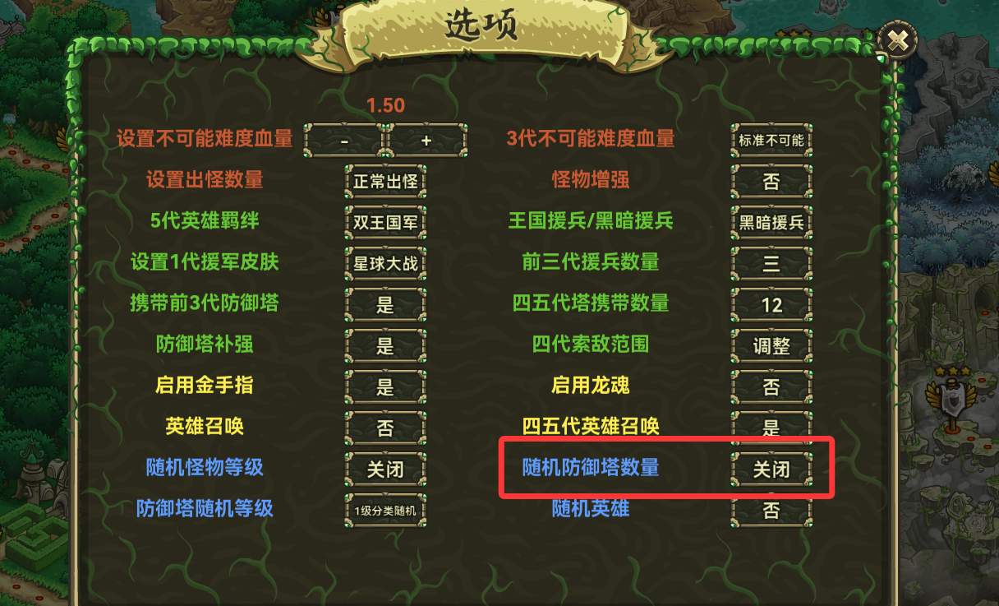 选项
1.50
设置不可能难度血量 - + 3代不可能难度血量 标准不可能
设置出怪数量 正常出怪 怪物增强 否
5代英雄羁绊 双王国军 王国援兵/黑暗援兵 黑暗援兵
设置1代援军皮肤 星球大战 前三代援兵数量 三
携带前3代防御塔 是 四五代塔携带数量 12
防御塔补强 是 四代索敌范围 调整
启用金手指 是 启用龙魂 否
英雄召唤 否 四五代英雄召唤 是
随机怪物等级 关闭 随机防御塔数量 关闭
防御塔随机等级 1级分类随机 随机英雄 否